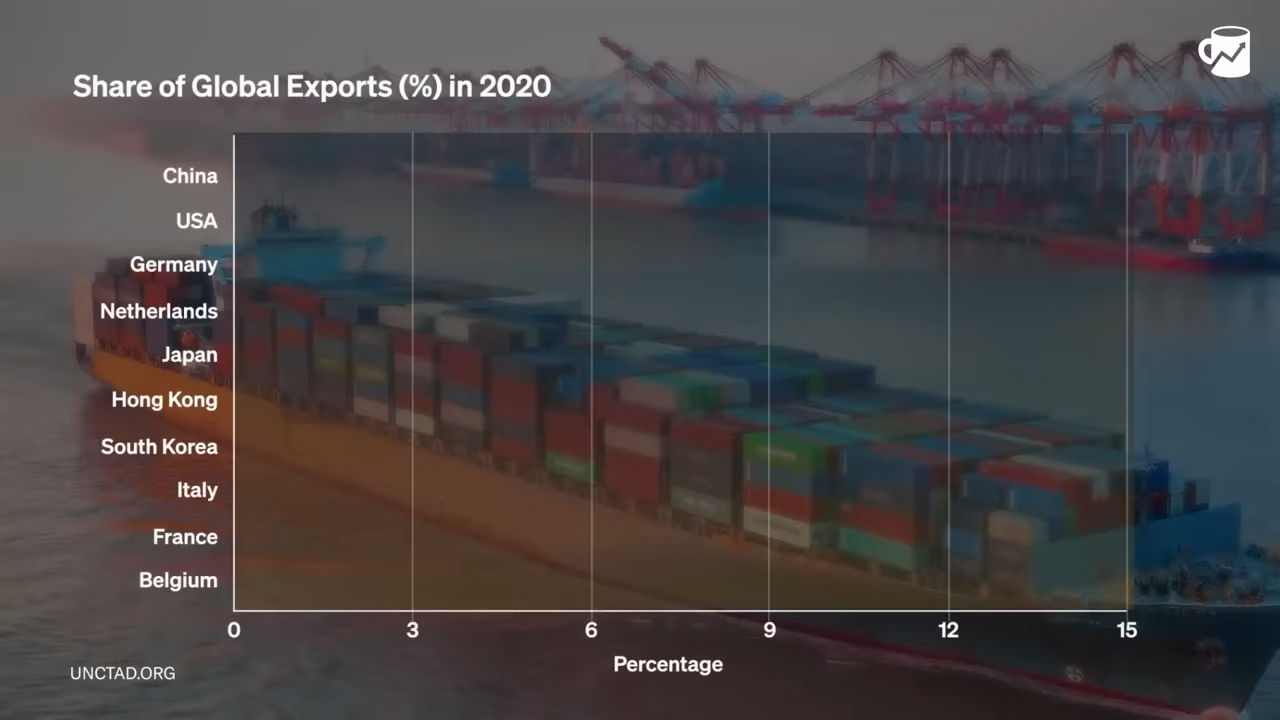 Share of Global Exports (%) in 2020
China
USA
Germany
Netherlands
Japan
Hong Kong
South Korea
Italy
France
Belgium
0 3 6 9 12 15
Percentage
UNCTAD.ORG